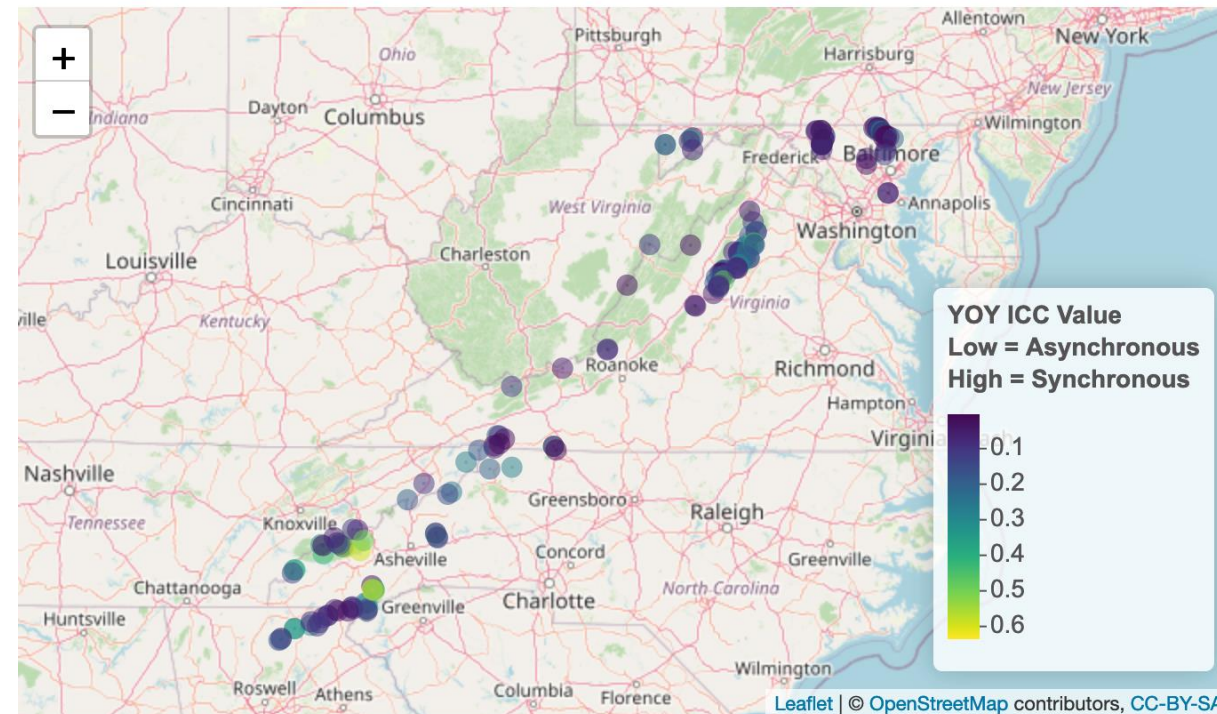 Allentown
New York
Pittsburgh
Harrisburg
Ohio
+
−
New Jersey
Dayton
Columbus
Indiana
Wilmington
Frederick
Baltimore
Cincinnati
West Virginia
Annapolis
Washington
Charleston
Louisville
Virginia
ville
Kentucky
YOY ICC Value
Low = Asynchronous
High = Synchronous
Roanoke
Richmond
Hampton
Virginia Beach
0.1
0.2
0.3
0.4
0.5
0.6
Nashville
Greensboro
Raleigh
Tennessee
Knoxville
Asheville
Concord
Greenville
Chattanooga
North Carolina
Charlotte
Greenville
Huntsville
Wilmington
Roswell
Athens
Columbia
Florence
Leaflet | © OpenStreetMap contributors, CC-BY-SA